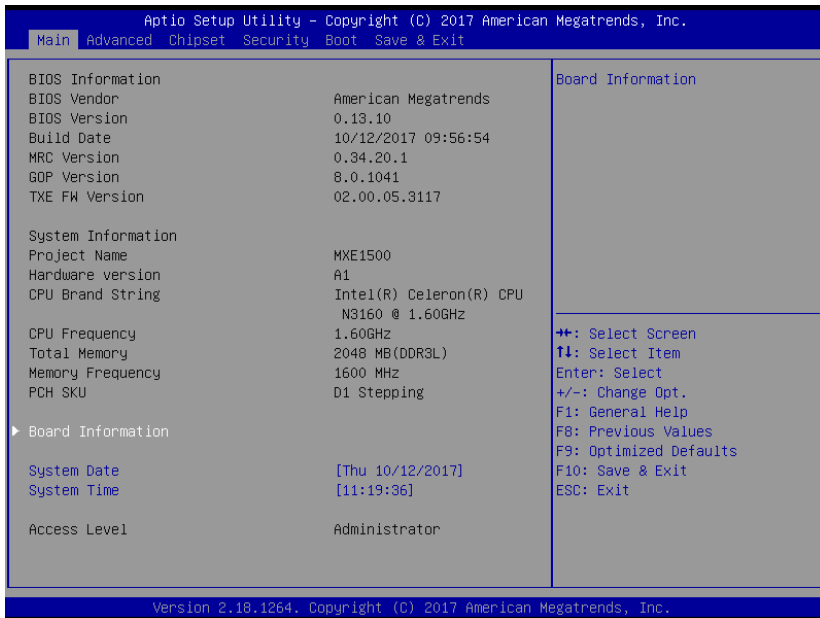 Aptio Setup Utility – Copyright (C) 2017 American Megatrends, Inc.
Main Advanced Chipset Security Boot Save & Exit
BIOS Information
BIOS Vendor American Megatrends
BIOS Version 0.13.10
Build Date 10/12/2017 09:56:54
MRC Version 0.34.20.1
GOP Version 8.0.1041
TXE FW Version 02.00.05.3117
System Information
Project Name MXE1500
Hardware version A1
CPU Brand String Intel(R) Celeron(R) CPU
N3160 @ 1.60GHz
CPU Frequency 1.60GHz
Total Memory 2048 MB(DDR3L)
Memory Frequency 1600 MHz
PCH SKU D1 Stepping
Board Information
System Date [Thu 10/12/2017]
System Time [11:19:36]
Access Level Administrator
Board Information
→←: Select Screen
↑↓: Select Item
Enter: Select
+/-: Change Opt.
F1: General Help
F8: Previous Values
F9: Optimized Defaults
F10: Save & Exit
ESC: Exit
Version 2.18.1264. Copyright (C) 2017 American Megatrends, Inc.